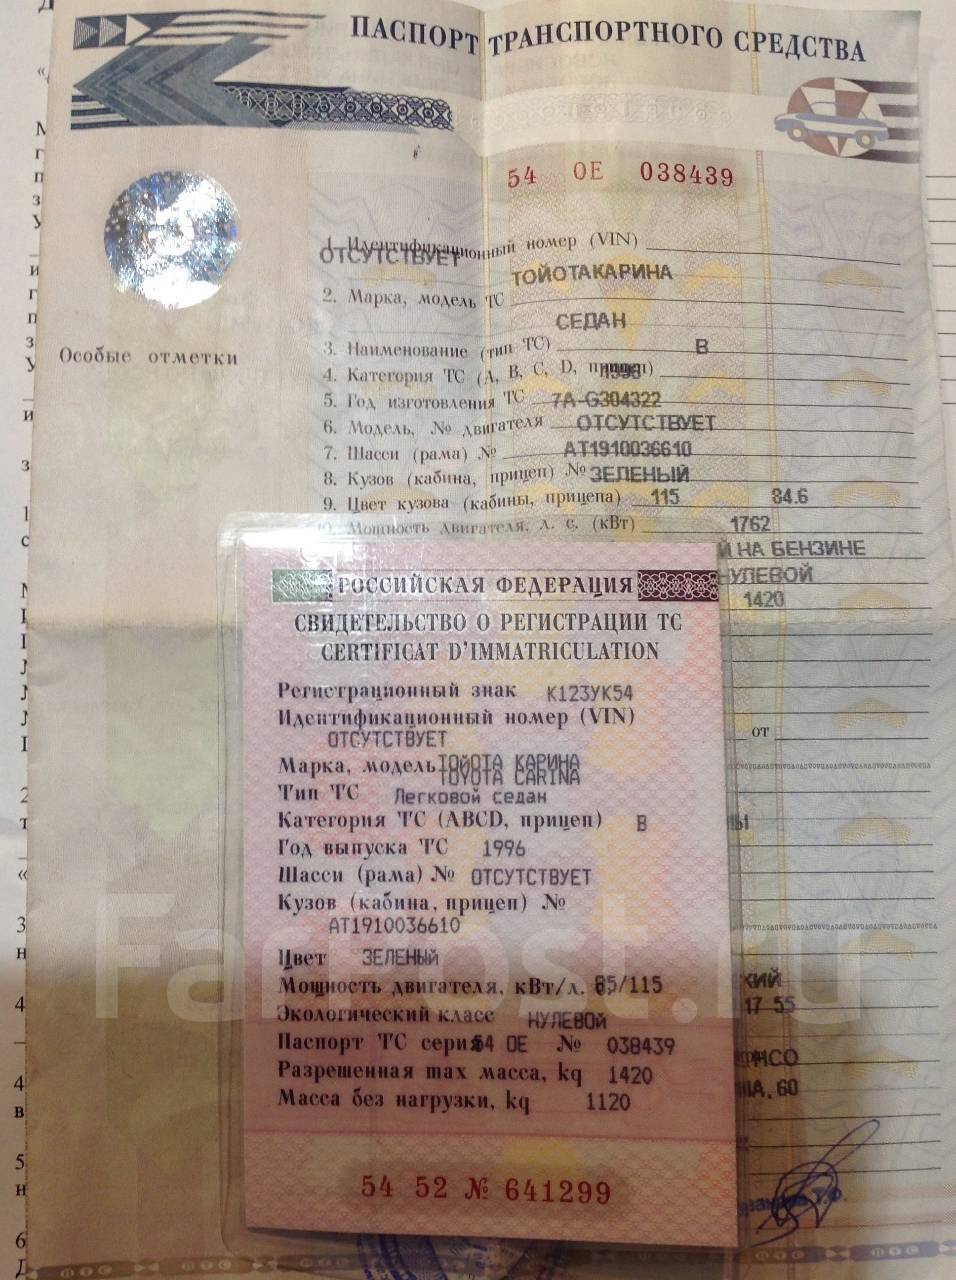 ПАСПОРТ ТРАНСПОРТНОГО СРЕДСТВА
54 ОЕ 038439
1. Идентификационный номер (VIN)
ОТСУТСТВУЕТ
ТОЙОТАКАРИНА
2. Марка, модель ТС
СЕДАН
3. Наименование (тип ТС)
В
Особые отметки
4. Категория ТС (А, В, С, D, прицеп)
1996
5. Год изготовления ТС
7A-G304322
6. Модель, № двигателя
ОТСУТСТВУЕТ
7. Шасси (рама) №
АТ1910036610
8. Кузов (кабина, прицеп) №
ЗЕЛЕНЫЙ
9. Цвет кузова (кабины, прицепа)
115 84.6
10. Мощность двигателя, л. с. (кВт)
1762
Й НА БЕНЗИНЕ
НУЛЕВОЙ
1420
от
РОССИЙСКАЯ ФЕДЕРАЦИЯ
СВИДЕТЕЛЬСТВО О РЕГИСТРАЦИИ ТС
CERTIFICAT D'IMMATRICULATION
Регистрационный знак К123УК54
Идентификационный номер (VIN)
ОТСУТСТВУЕТ
Марка, модель ТОЙОТА КАРИНА
TOYOTA CARINA
Тип ТС Легковой седан
Категория ТС (ABCD, прицеп) В
Год выпуска ТС 1996
Шасси (рама) № ОТСУТСТВУЕТ
Кузов (кабина, прицеп) №
АТ1910036610
Цвет ЗЕЛЕНЫЙ
Мощность двигателя, кВт/л. с. 85/115
Экологический класс НУЛЕВОЙ
Паспорт ТС серия 54 ОЕ № 038439
Разрешенная max масса, kg 1420
Масса без нагрузки, kg 1120
54 52 № 641299
КИЙ
17 55
60
FarPost.ru
ПТС